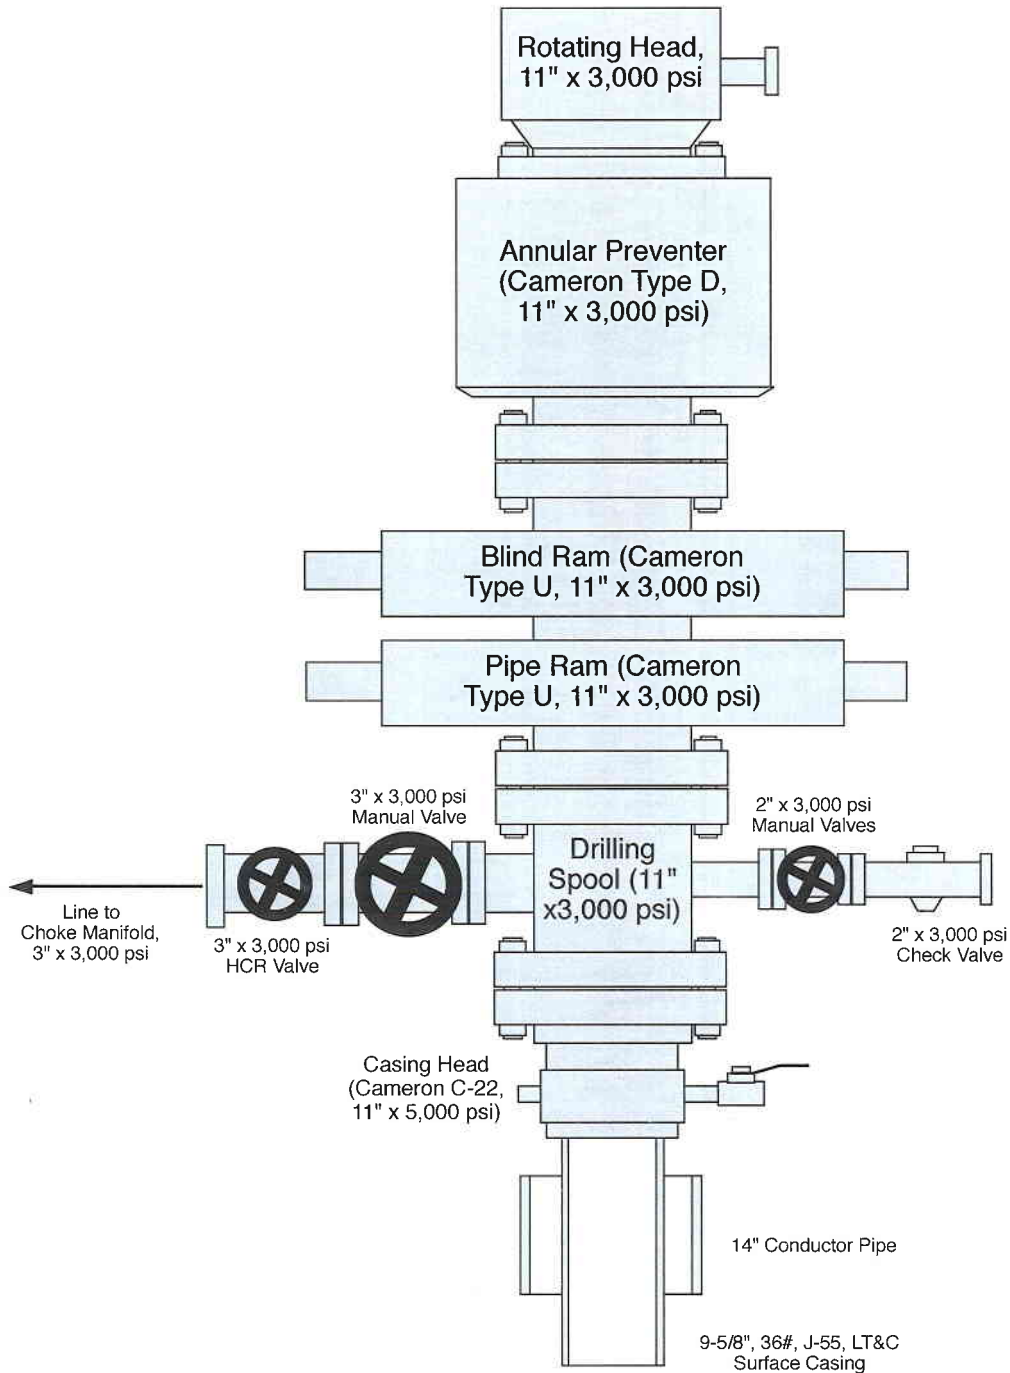 Rotating Head,
11" x 3,000 psi
Annular Preventer
(Cameron Type D,
11" x 3,000 psi)
Blind Ram (Cameron
Type U, 11" x 3,000 psi)
Pipe Ram (Cameron
Type U, 11" x 3,000 psi)
3" x 3,000 psi
Manual Valve
2" x 3,000 psi
Manual Valves
Drilling
Spool (11"
x3,000 psi)
Line to
Choke Manifold,
3" x 3,000 psi
3" x 3,000 psi
HCR Valve
2" x 3,000 psi
Check Valve
Casing Head
(Cameron C-22,
11" x 5,000 psi)
14" Conductor Pipe
9-5/8", 36#, J-55, LT&C
Surface Casing